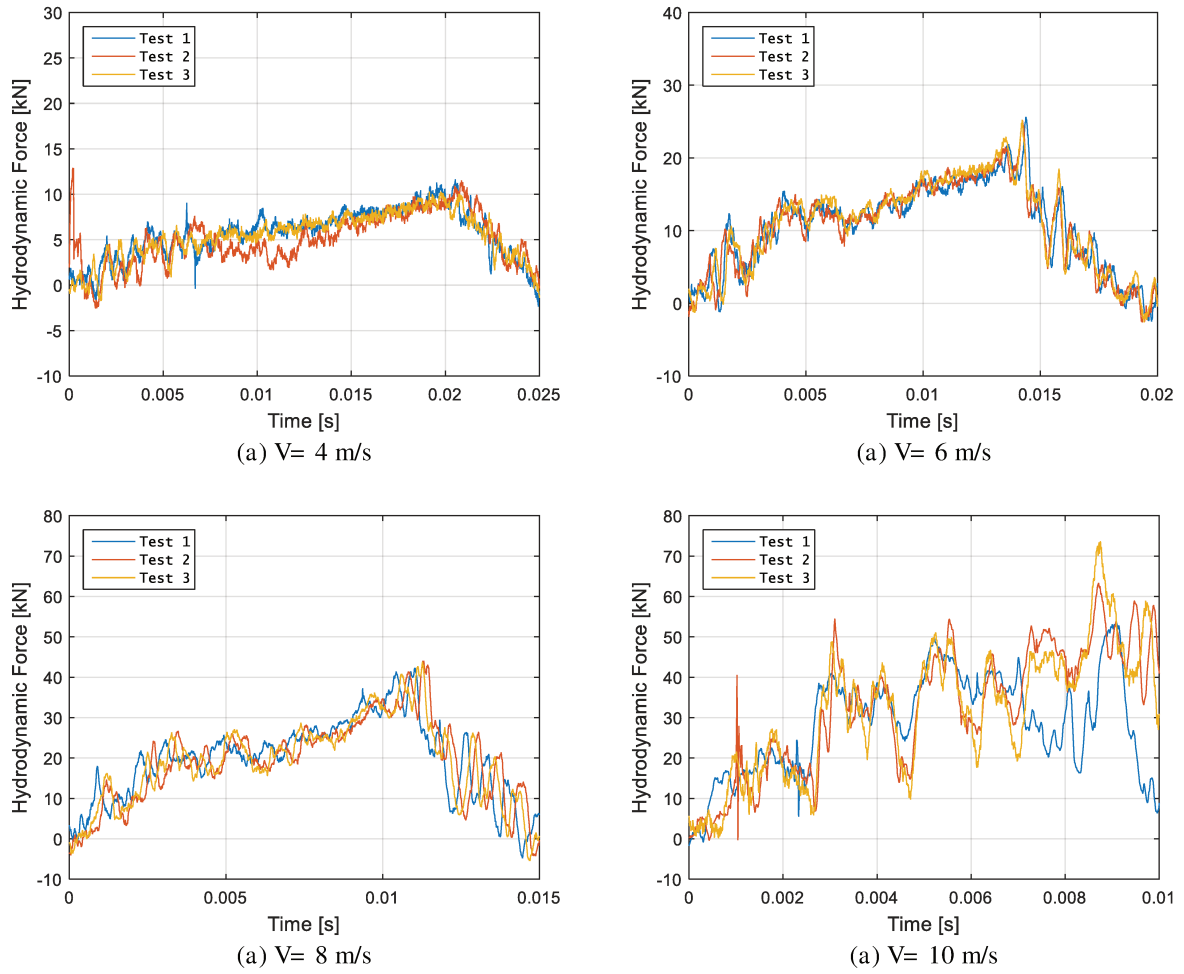 30
25
20
15
10
5
0
-5
-10
Hydrodynamic Force [kN]
Test 1
Test 2
Test 3
0 0.005 0.01 0.015 0.02 0.025
Time [s]
(a) V= 4 m/s
40
30
20
10
0
-10
Hydrodynamic Force [kN]
Test 1
Test 2
Test 3
0 0.005 0.01 0.015 0.02
Time [s]
(a) V= 6 m/s
80
70
60
50
40
30
20
10
0
-10
Hydrodynamic Force [kN]
Test 1
Test 2
Test 3
0 0.005 0.01 0.015
Time [s]
(a) V= 8 m/s
80
70
60
50
40
30
20
10
0
-10
Hydrodynamic Force [kN]
Test 1
Test 2
Test 3
0 0.002 0.004 0.006 0.008 0.01
Time [s]
(a) V= 10 m/s